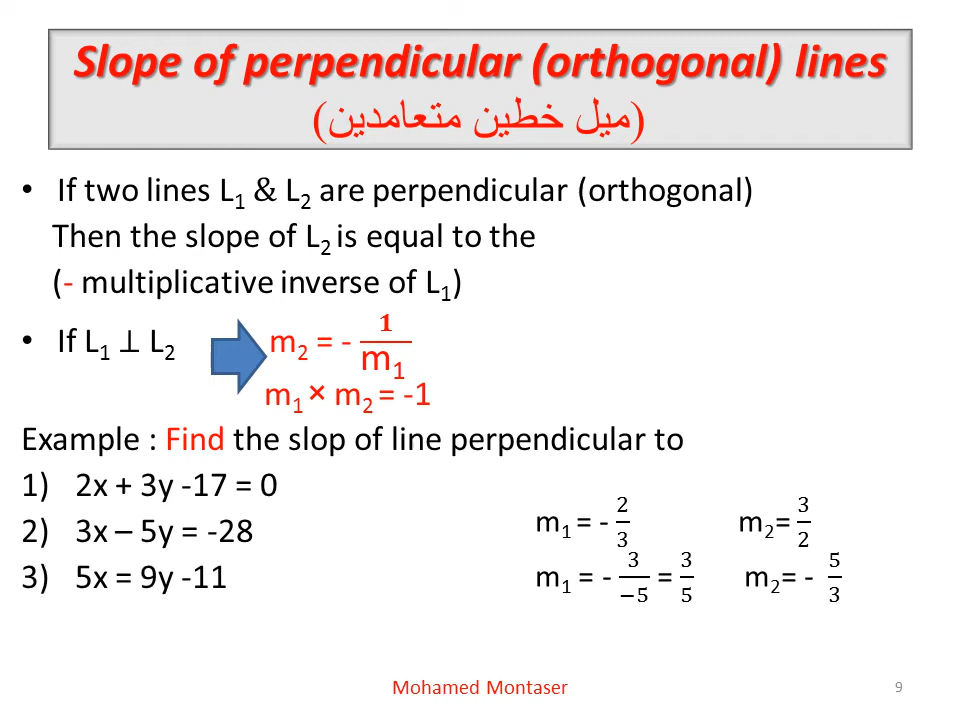 Slope of perpendicular (orthogonal) lines
(ميل خطين متعامدين)
• If two lines L₁ & L₂ are perpendicular (orthogonal)
Then the slope of L₂ is equal to the
(- multiplicative inverse of L₁)
• If L₁ ⊥ L₂ m₂ = - 1/m₁
m₁ × m₂ = -1
Example : Find the slop of line perpendicular to
1) 2x + 3y -17 = 0
2) 3x – 5y = -28
3) 5x = 9y -11
m₁ = - 2/3 m₂= 3/2
m₁ = - 3/−5 = 3/5 m₂= - 5/3
Mohamed Montaser
9